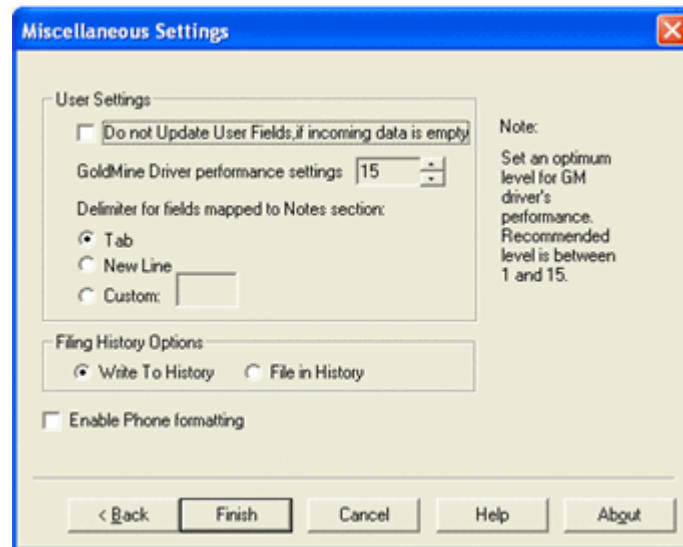 Miscellaneous Settings
User Settings
Do not Update User Fields,if incoming data is empty
GoldMine Driver performance settings 15
Delimiter for fields mapped to Notes section:
Tab
New Line
Custom:
Note:
Set an optimum
level for GM
driver's
performance.
Recommended
level is between
1 and 15.
Filing History Options
Write To History File in History
Enable Phone formatting
< Back Finish Cancel Help About